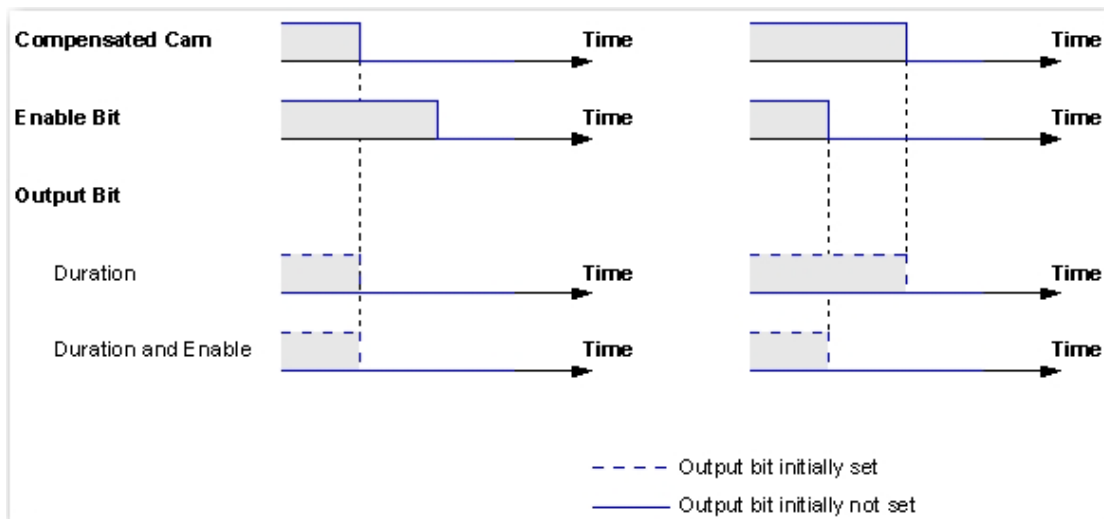 Compensated Cam Time Time
Enable Bit Time Time
Output Bit
Duration Time Time
Duration and Enable Time Time
Output bit initially set
Output bit initially not set